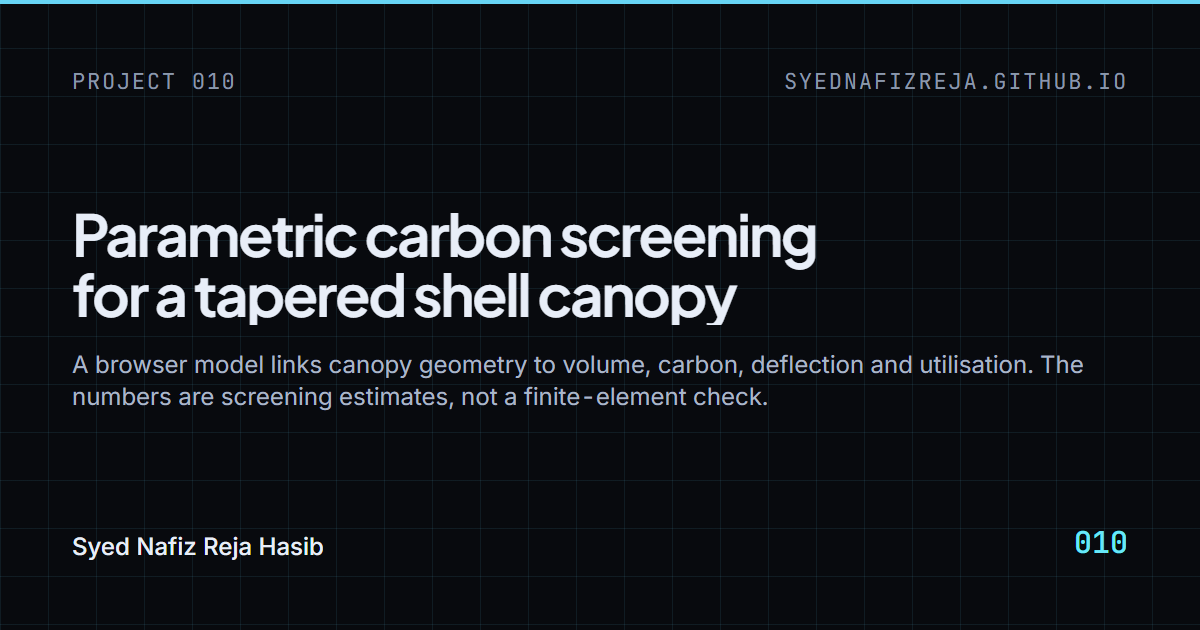 PROJECT 010
SYEDNAFIZREJA.GITHUB.IO
Parametric carbon screening
for a tapered shell canopy
A browser model links canopy geometry to volume, carbon, deflection and utilisation. The
numbers are screening estimates, not a finite-element check.
Syed Nafiz Reja Hasib
010